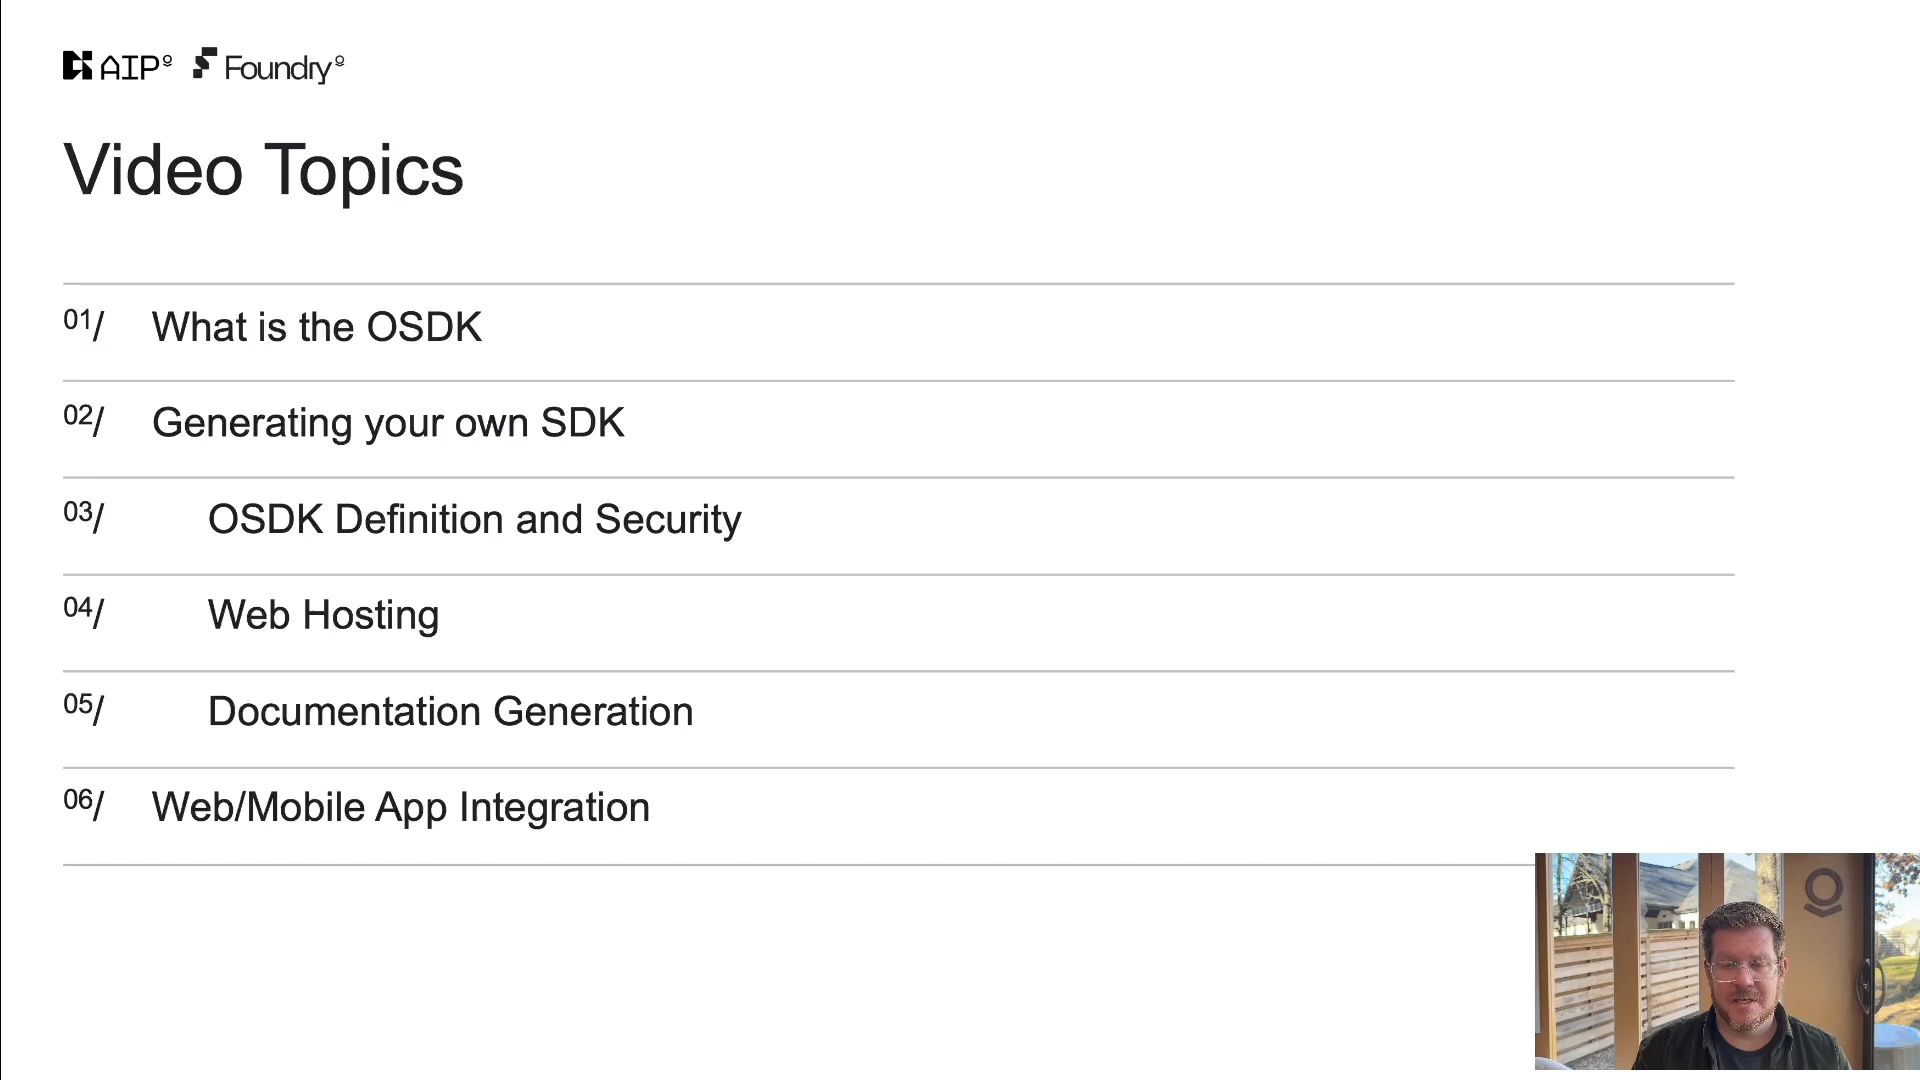 AIP Foundry
Video Topics
01/ What is the OSDK
02/ Generating your own SDK
03/ OSDK Definition and Security
04/ Web Hosting
05/ Documentation Generation
06/ Web/Mobile App Integration